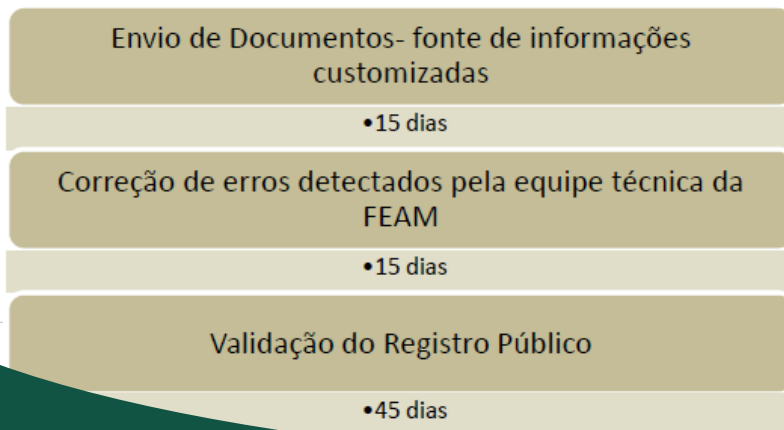 Envio de Documentos- fonte de informações
customizadas
•15 dias
Correção de erros detectados pela equipe técnica da
FEAM
•15 dias
Validação do Registro Público
•45 dias